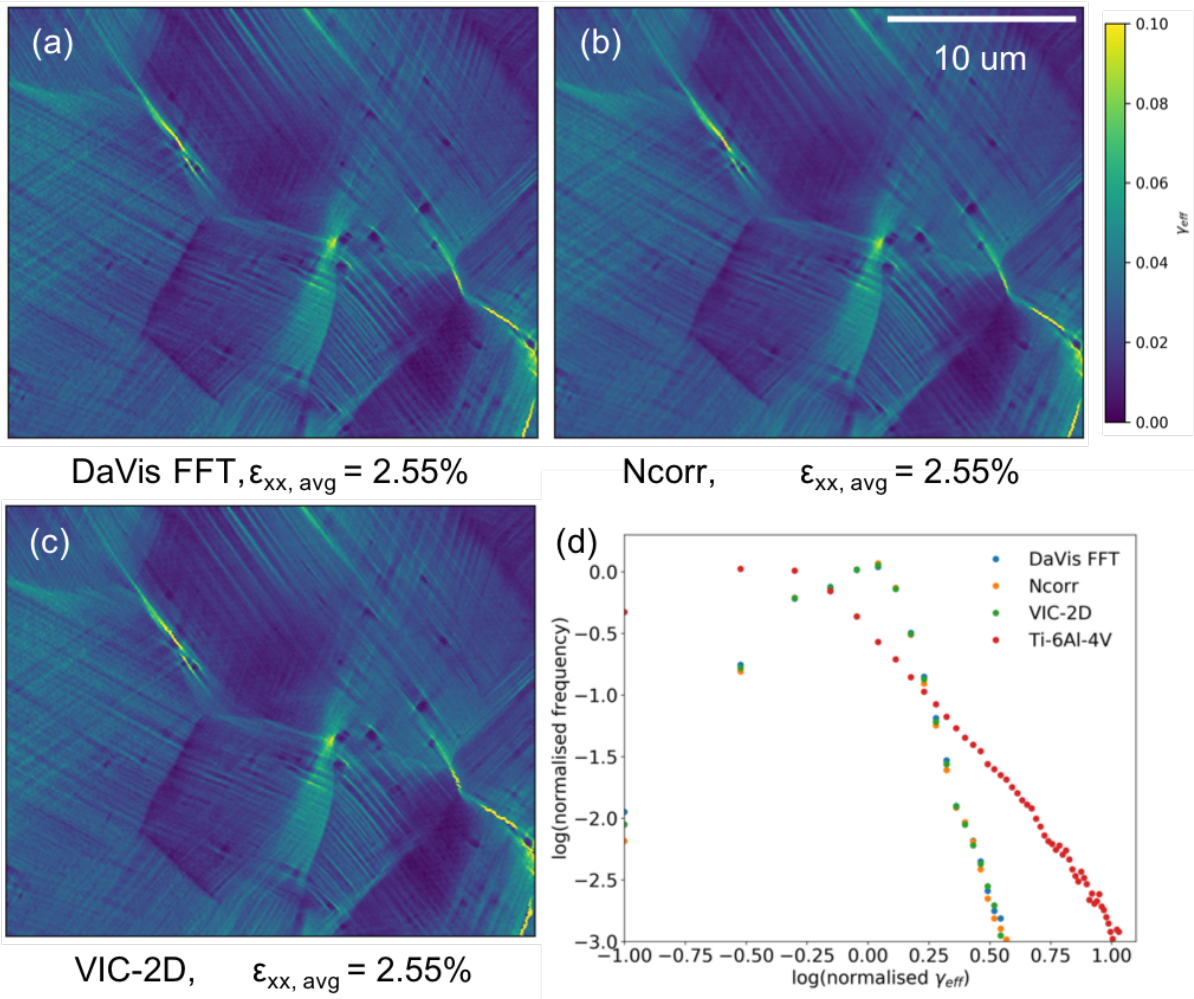 (a)
(b)
10 um
0.10
0.08
0.06
0.04
0.02
0.00
γeff
DaVis FFT, εxx, avg = 2.55%
Ncorr, εxx, avg = 2.55%
(c)
(d)
DaVis FFT
Ncorr
VIC-2D
Ti-6Al-4V
log(normalised frequency)
0.0
−0.5
−1.0
−1.5
−2.0
−2.5
−3.0
−1.00 −0.75 −0.50 −0.25 0.00 0.25 0.50 0.75 1.00
log(normalised γeff)
VIC-2D, εxx, avg = 2.55%